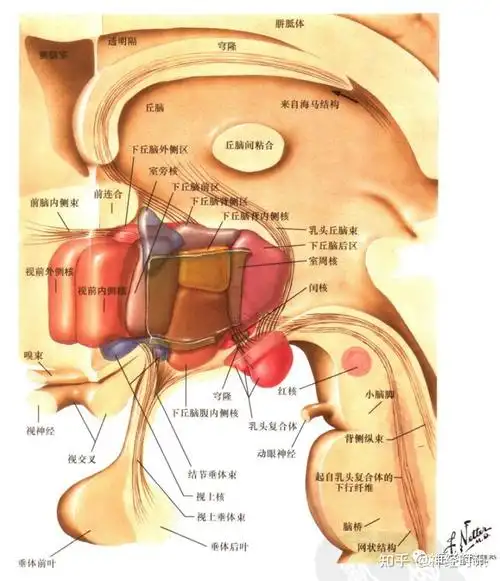 胼胝体
透明隔
穹隆
侧脑室
丘脑
来自海马结构
丘脑间粘合
下丘脑外侧区
室旁核
前连合
下丘脑前区
前脑内侧束
下丘脑背侧区
下丘脑背内侧核
乳头丘脑束
下丘脑后区
室周核
视前外侧核
视前内侧核
闰核
嗅束
穹隆
红核
小脑脚
下丘脑腹内侧核
乳头复合体
视神经
背侧纵束
视交叉
动眼神经
结节垂体束
起自乳头复合体的
下行纤维
视上核
视上垂体束
脑桥
垂体前叶
垂体后叶
网状结构
F. Netter
M.D.
知乎